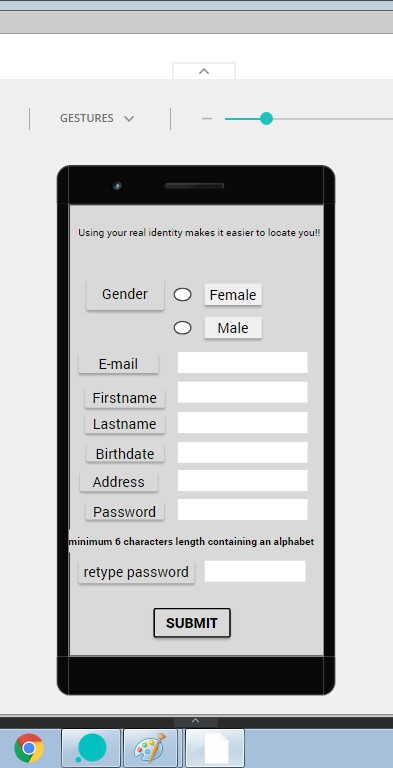 GESTURES
Using your real identity makes it easier to locate you!!
Gender
Female
Male
E-mail
Firstname
Lastname
Birthdate
Address
Password
minimum 6 characters length containing an alphabet
retype password
SUBMIT